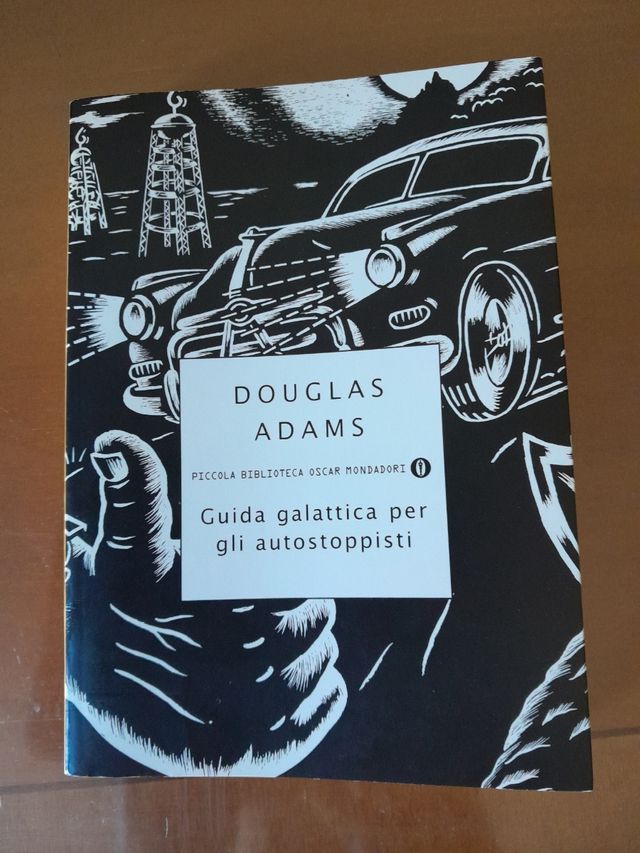 DOUGLAS
ADAMS
PICCOLA BIBLIOTECA OSCAR MONDADORI
Guida galattica per
gli autostoppisti